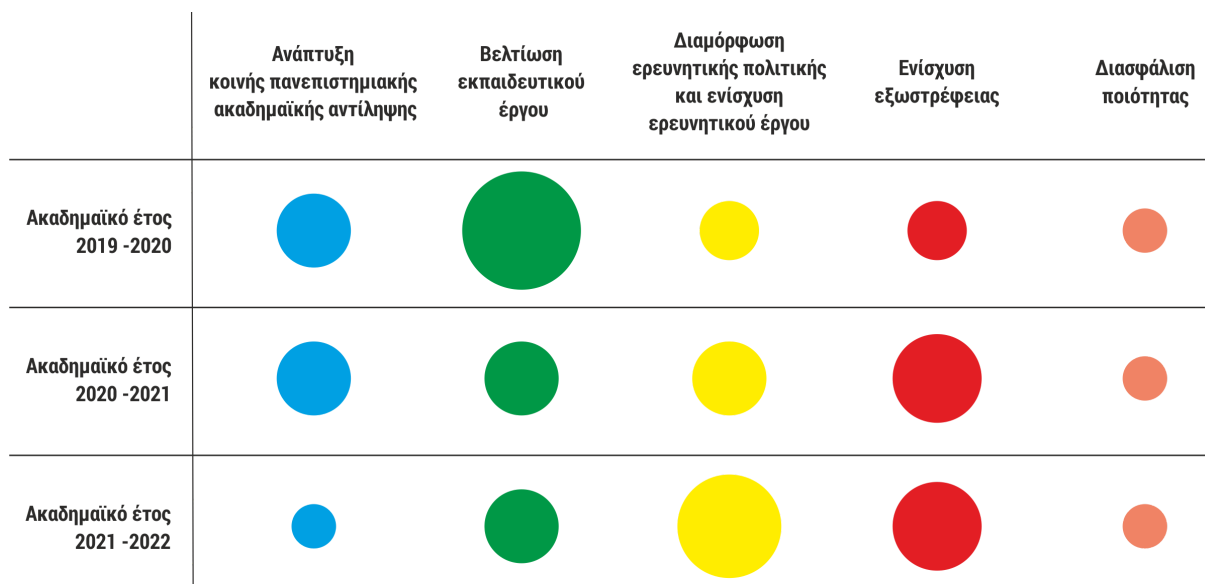 Ανάπτυξη
κοινής πανεπιστημιακής
ακαδημαϊκής αντίληψης
Βελτίωση
εκπαιδευτικού
έργου
Διαμόρφωση
ερευνητικής πολιτικής
και ενίσχυση
ερευνητικού έργου
Ενίσχυση
εξωστρέφειας
Διασφάλιση
ποιότητας
Ακαδημαϊκό έτος
2019 -2020
Ακαδημαϊκό έτος
2020 -2021
Ακαδημαϊκό έτος
2021 -2022